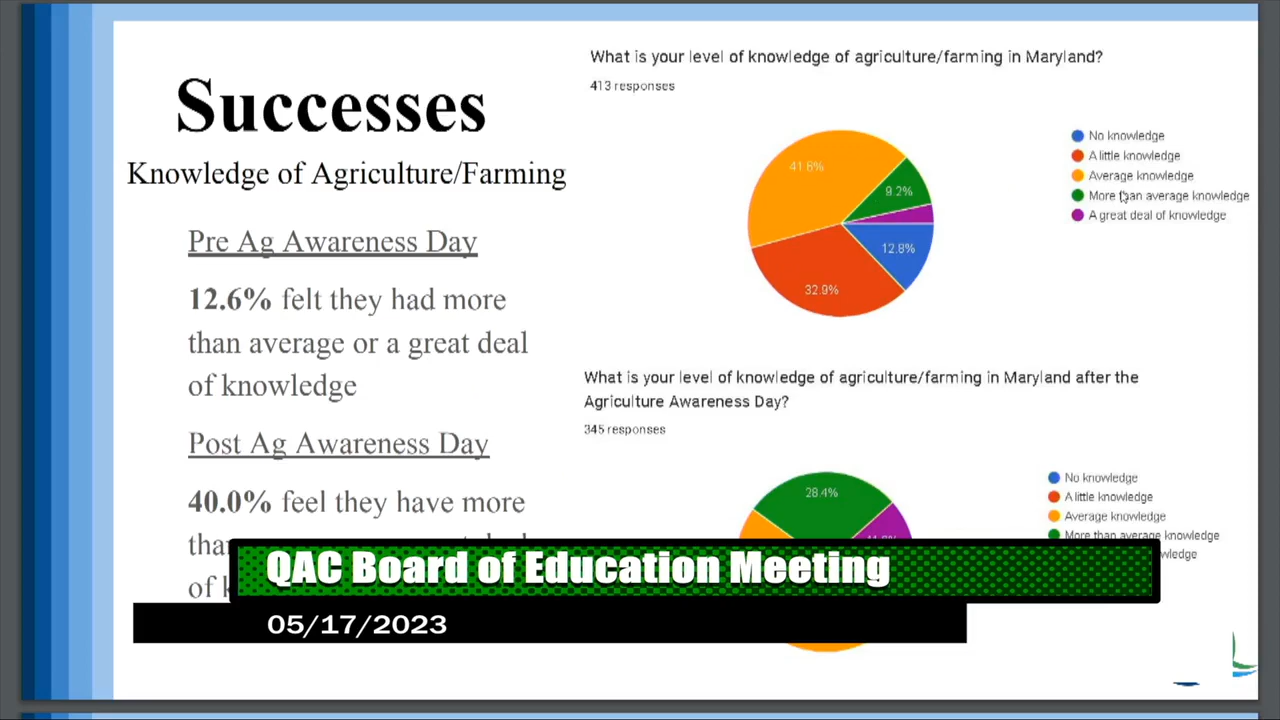 Successes
Knowledge of Agriculture/Farming
Pre Ag Awareness Day
12.6% felt they had more
than average or a great deal
of knowledge
Post Ag Awareness Day
40.0% feel they have more
of
What is your level of knowledge of agriculture/farming in Maryland?
413 responses
41.6%
9.2%
12.8%
32.9%
No knowledge
A little knowledge
Average knowledge
More than average knowledge
A great deal of knowledge
What is your level of knowledge of agriculture/farming in Maryland after the
Agriculture Awareness Day?
345 responses
28.4%
No knowledge
A little knowledge
Average knowledge
More than average knowledge
QAC Board of Education Meeting
05/17/2023